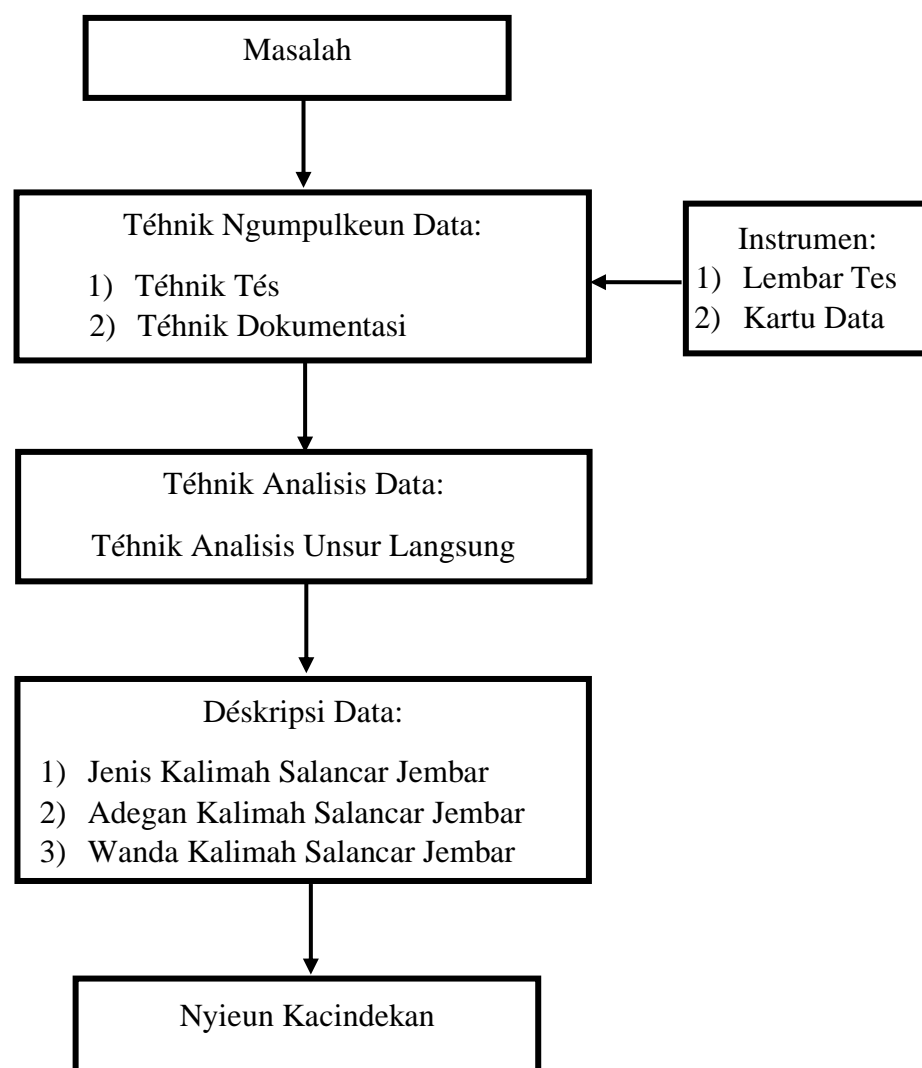 Masalah
Téhnik Ngumpulkeun Data:
1) Téhnik Tés
2) Téhnik Dokumentasi
Instrumen:
1) Lembar Tes
2) Kartu Data
Téhnik Analisis Data:
Téhnik Analisis Unsur Langsung
Déskripsi Data:
1) Jenis Kalimah Salancar Jembar
2) Adegan Kalimah Salancar Jembar
3) Wanda Kalimah Salancar Jembar
Nyieun Kacindekan